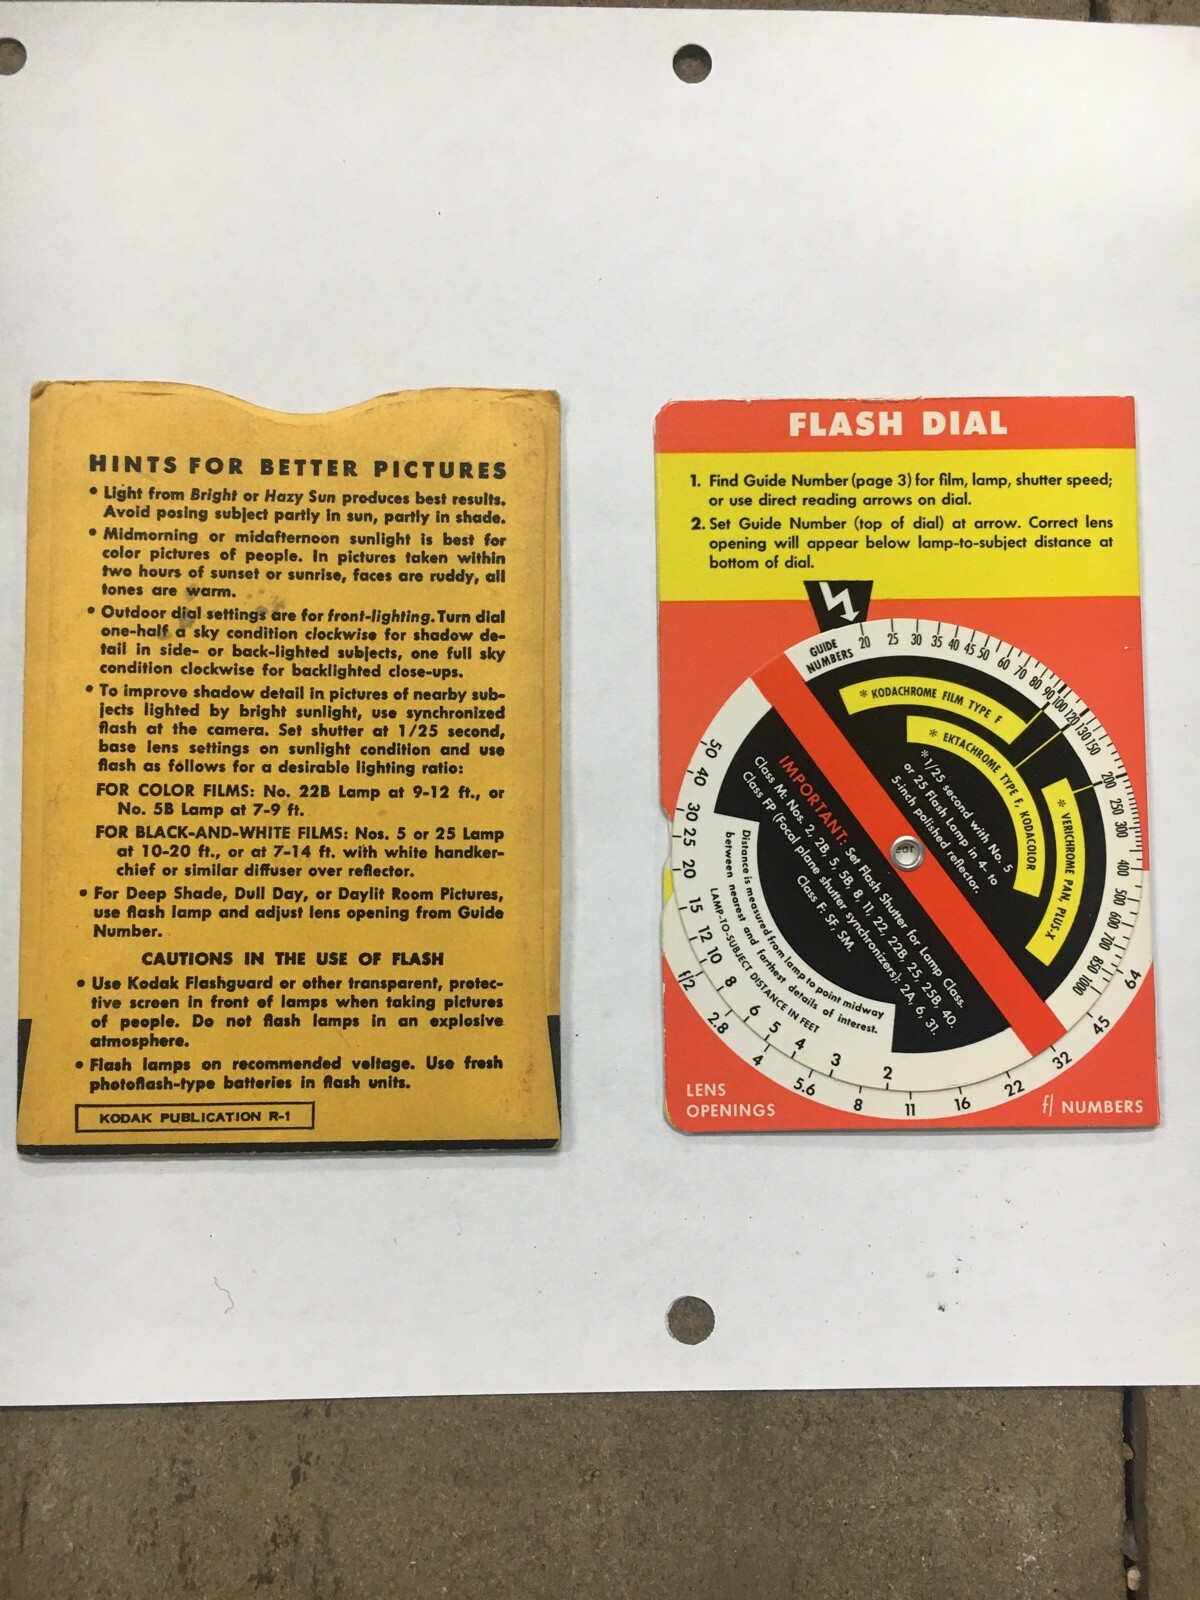 HINTS FOR BETTER PICTURES
• Light from Bright or Hazy Sun produces best results.
Avoid posing subject partly in sun, partly in shade.
• Midmorning or midafternoon sunlight is best for
color pictures of people. In pictures taken within
two hours of sunset or sunrise, faces are ruddy, all
tones are warm.
• Outdoor dial settings are for front-lighting. Turn dial
one-half a sky condition clockwise for shadow de-
tail in side- or back-lighted subjects, one full sky
condition clockwise for backlighted close-ups.
• To improve shadow detail in pictures of nearby sub-
jects lighted by bright sunlight, use synchronized
flash at the camera. Set shutter at 1/25 second,
base lens settings on sunlight condition and use
flash as follows for a desirable lighting ratio:
FOR COLOR FILMS: No. 22B Lamp at 9-12 ft., or
No. 5B Lamp at 7-9 ft.
FOR BLACK-AND-WHITE FILMS: Nos. 5 or 25 Lamp
at 10-20 ft., or at 7-14 ft. with white handker-
chief or similar diffuser over reflector.
• For Deep Shade, Dull Day, or Daylit Room Pictures,
use flash lamp and adjust lens opening from Guide
Number.
CAUTIONS IN THE USE OF FLASH
• Use Kodak Flashguard or other transparent, protec-
tive screen in front of lamps when taking pictures
of people. Do not flash lamps in an explosive
atmosphere.
• Flash lamps on recommended voltage. Use fresh
photoflash-type batteries in flash units.
KODAK PUBLICATION R-1
FLASH DIAL
1. Find Guide Number (page 3) for film, lamp, shutter speed;
or use direct reading arrows on dial.
2. Set Guide Number (top of dial) at arrow. Correct lens
opening will appear below lamp-to-subject distance at
bottom of dial.
GUIDE
NUMBERS
20 25 30 35 40 45 50 60 70 80 90 100 120 130 150 200 250 300 400 500 600 700 850 1000
* KODACHROME FILM TYPE F
* EKTACHROME TYPE F, KODACOLOR
* VERICHROME PAN, PLUS-X
* 1/25 second with No. 5
or 25 Flash Lamp in 4- to
5-inch polished reflector.
IMPORTANT: Set Flash Shutter for Lamp Class.
Class M: Nos. 2, 2B, 5, 5B, 8, 11, 22, 22B, 25, 25B, 40.
Class FP (Focal plane shutter synchronizers): 2A, 6, 31.
Class F: SF, SM.
Distance is measured from lamp to point midway
between nearest and farthest details of interest.
LAMP-TO-SUBJECT DISTANCE IN FEET
50 40 30 25 20 15 12 10 8 6 5 4 3 2
f/2 2.8 4 5.6 8 11 16 22 32 45 64
LENS
OPENINGS
f/ NUMBERS